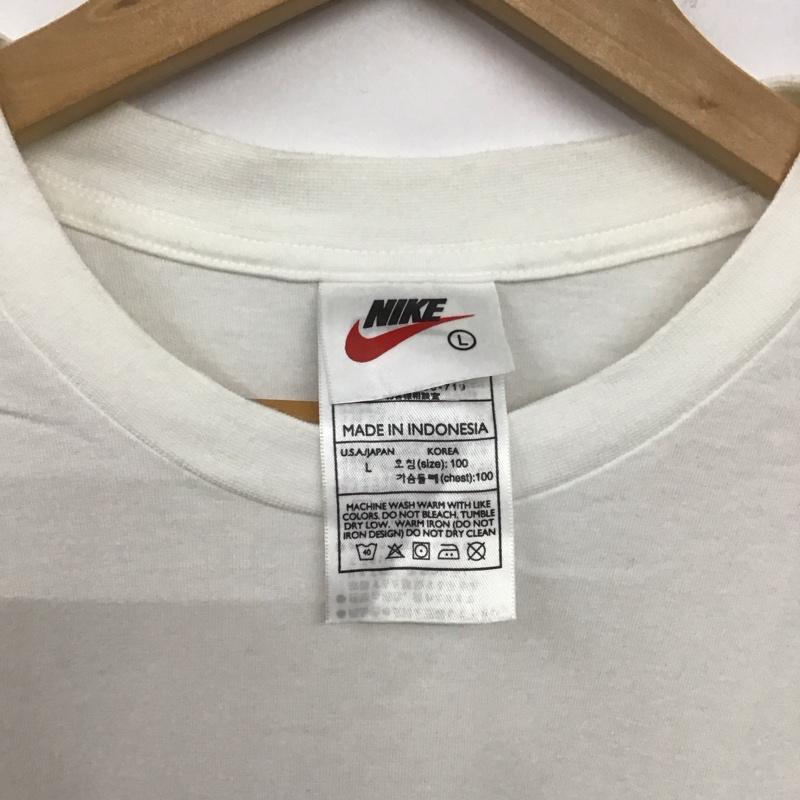 NIKE
L
MADE IN INDONESIA
U.S.A./JAPAN KOREA
L 호칭(size): 100
가슴둘레(chest):100
MACHINE WASH WARM WITH LIKE
COLORS. DO NOT BLEACH. TUMBLE
DRY LOW. WARM IRON (DO NOT
IRON DESIGN) DO NOT DRY CLEAN
40